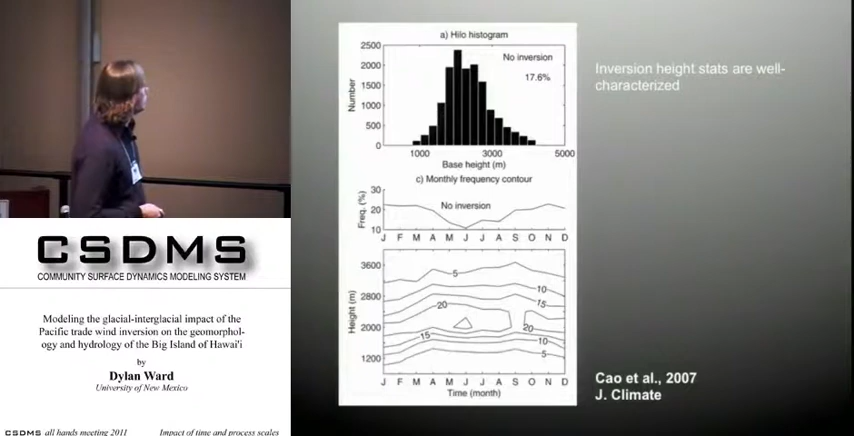 a) Hilo histogram
2500
2000
1500
1000
500
0
Number
No inversion
17.6%
1000
3000
5000
Base height (m)
c) Monthly frequency contour
30
20
10
Freq. (%)
No inversion
J F M A M J J A S O N D
3600
2800
2000
1200
Height (m)
5
10
15
20
20
15
10
5
J F M A M J J A S O N D
Time (month)
Inversion height stats are well-
characterized
Cao et al., 2007
J. Climate
CSDMS
COMMUNITY SURFACE DYNAMICS MODELING SYSTEM
Modeling the glacial-interglacial impact of the
Pacific trade wind inversion on the geomorphol-
ogy and hydrology of the Big Island of Hawai'i
by
Dylan Ward
University of New Mexico
CSDMS all hands meeting 2011 Impact of time and process scales